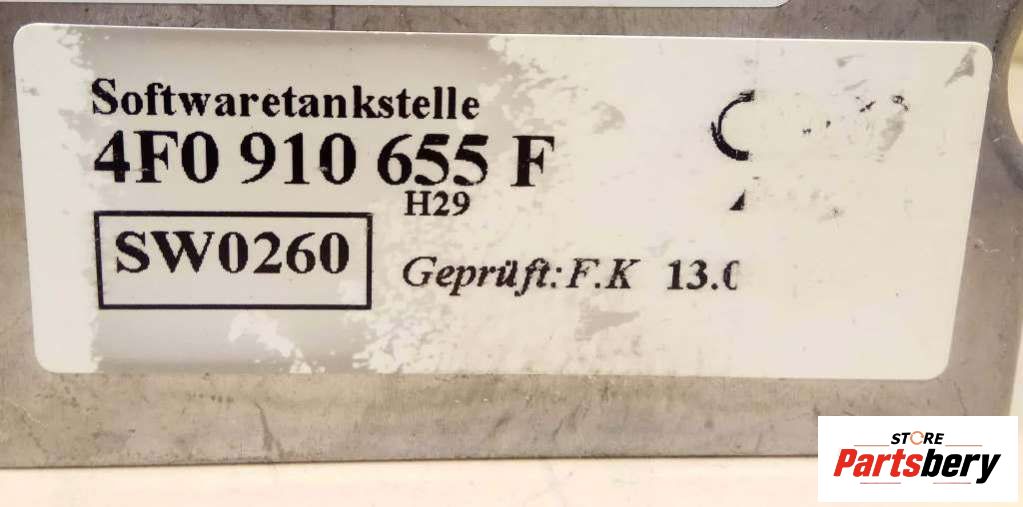 Softwaretankstelle
4F0 910 655 F
H29
SW0260
Geprüft: F.K 13.
STORE
Partsbery